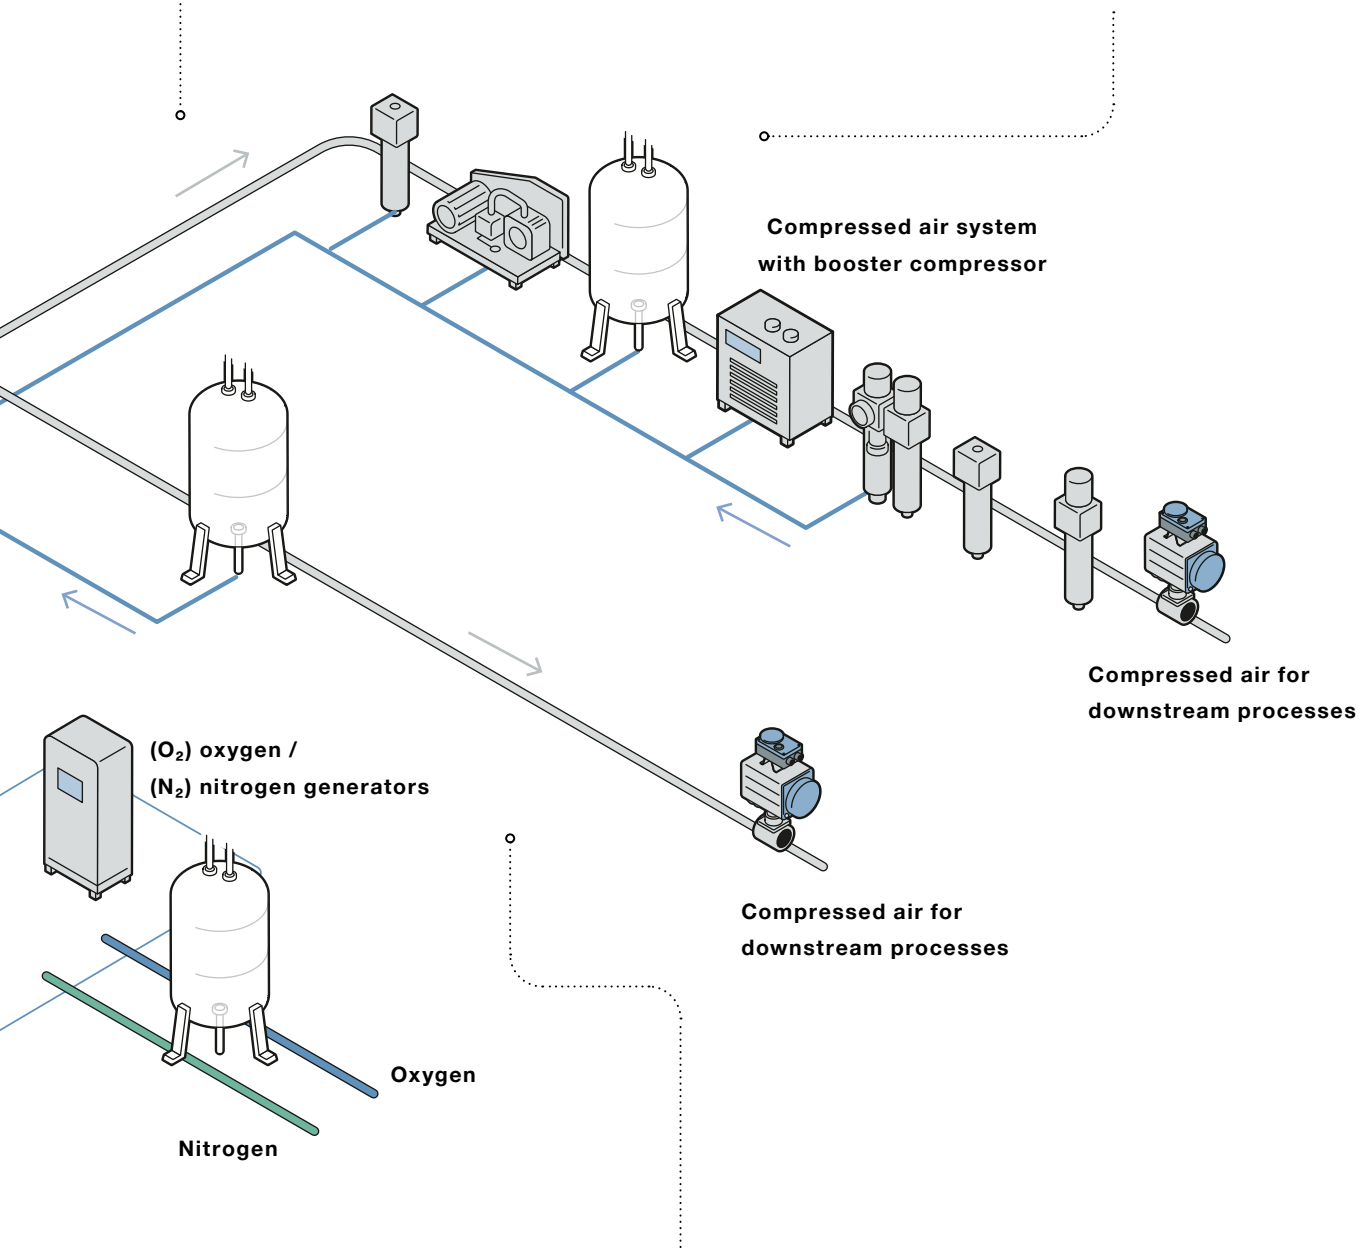 Compressed air system
with booster compressor
Compressed air for
downstream processes
(O₂) oxygen /
(N₂) nitrogen generators
Compressed air for
downstream processes
Oxygen
Nitrogen